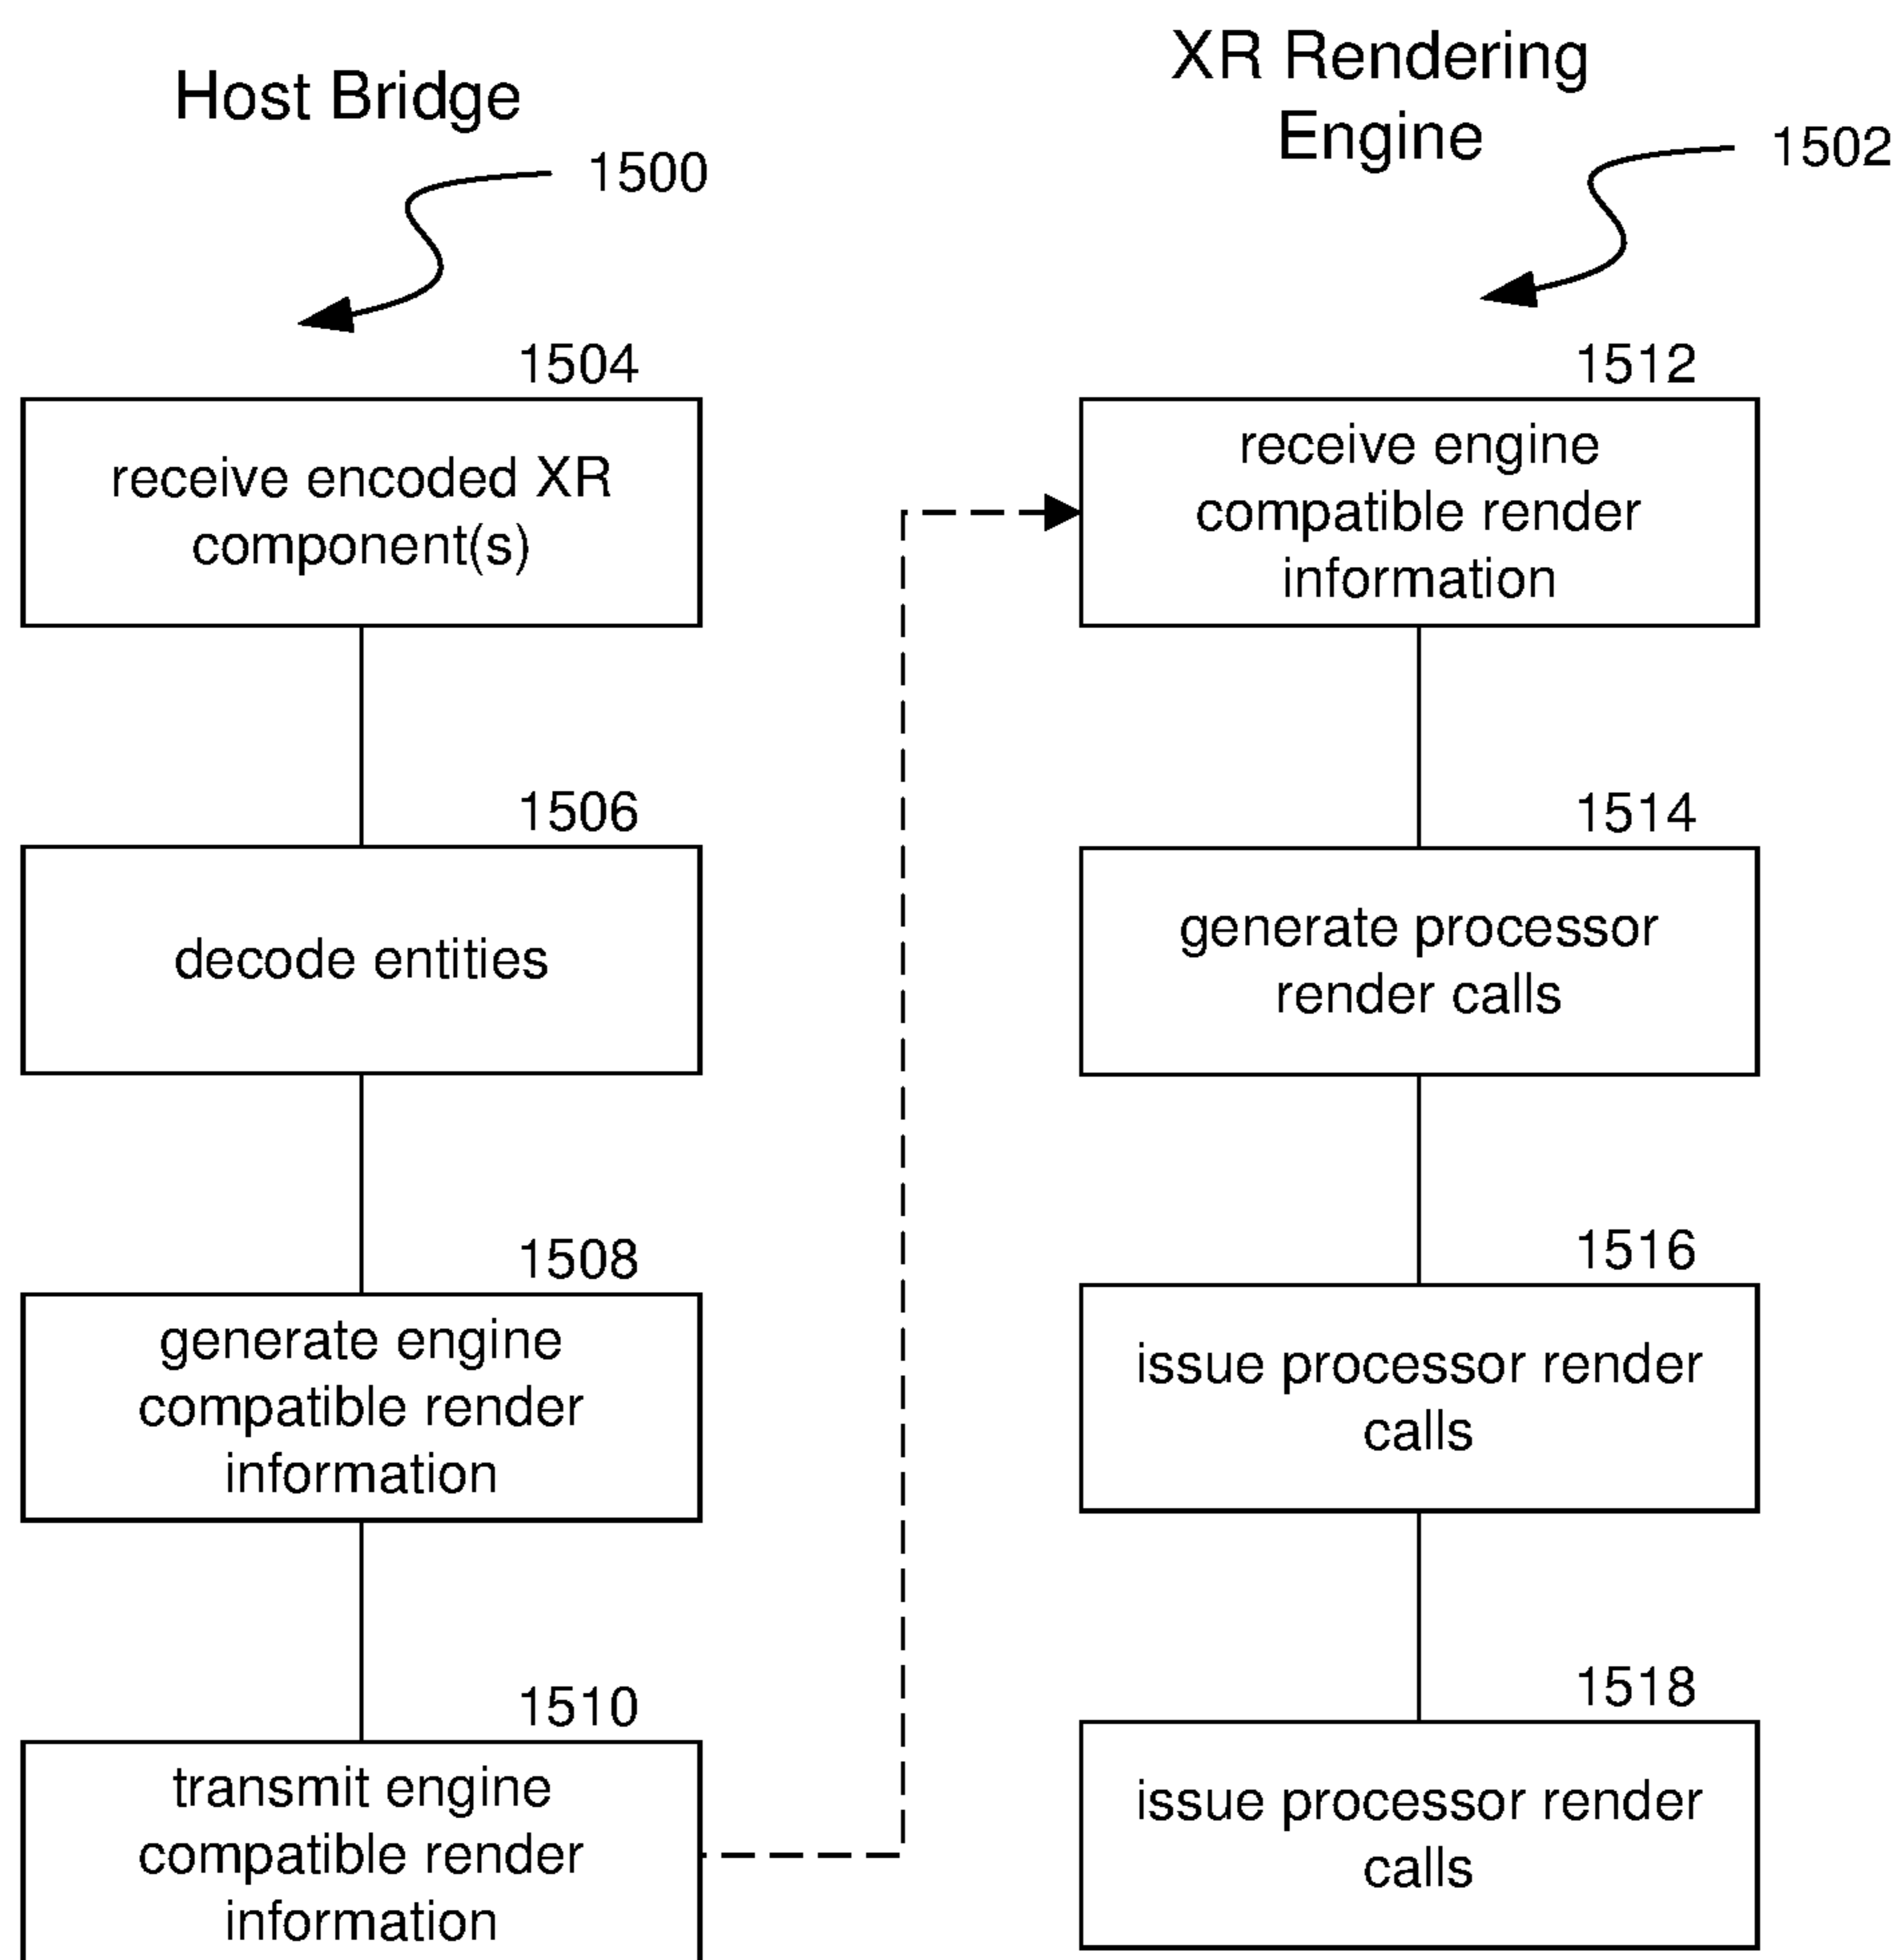 Host Bridge
1500
1504
receive encoded XR
component(s)
1506
decode entities
1508
generate engine
compatible render
information
1510
transmit engine
compatible render
information
XR Rendering
Engine
1502
1512
receive engine
compatible render
information
1514
generate processor
render calls
1516
issue processor render
calls
1518
issue processor render
calls